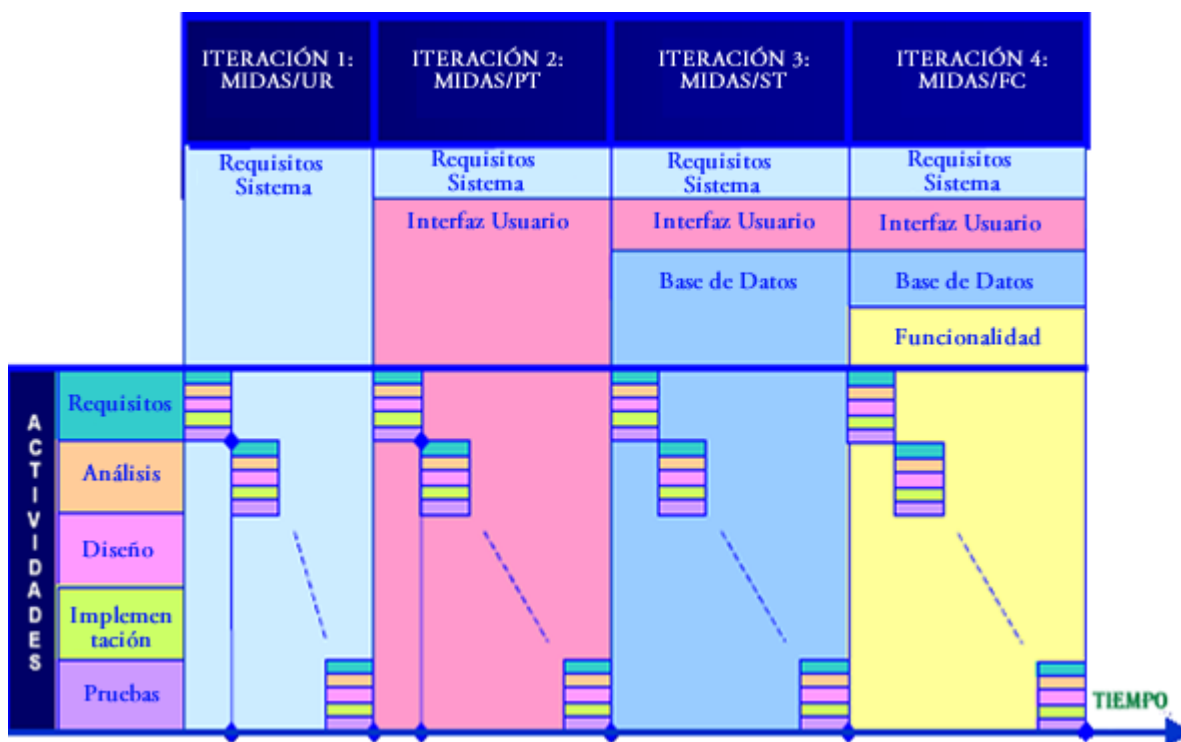 ITERACIÓN 1:
MIDAS/UR
ITERACIÓN 2:
MIDAS/PT
ITERACIÓN 3:
MIDAS/ST
ITERACIÓN 4:
MIDAS/FC
Requisitos
Sistema
Requisitos
Sistema
Requisitos
Sistema
Requisitos
Sistema
Interfaz Usuario
Interfaz Usuario
Interfaz Usuario
Base de Datos
Base de Datos
Funcionalidad
ACTIVIDADES
Requisitos
Análisis
Diseño
Implemen
tación
Pruebas
TIEMPO